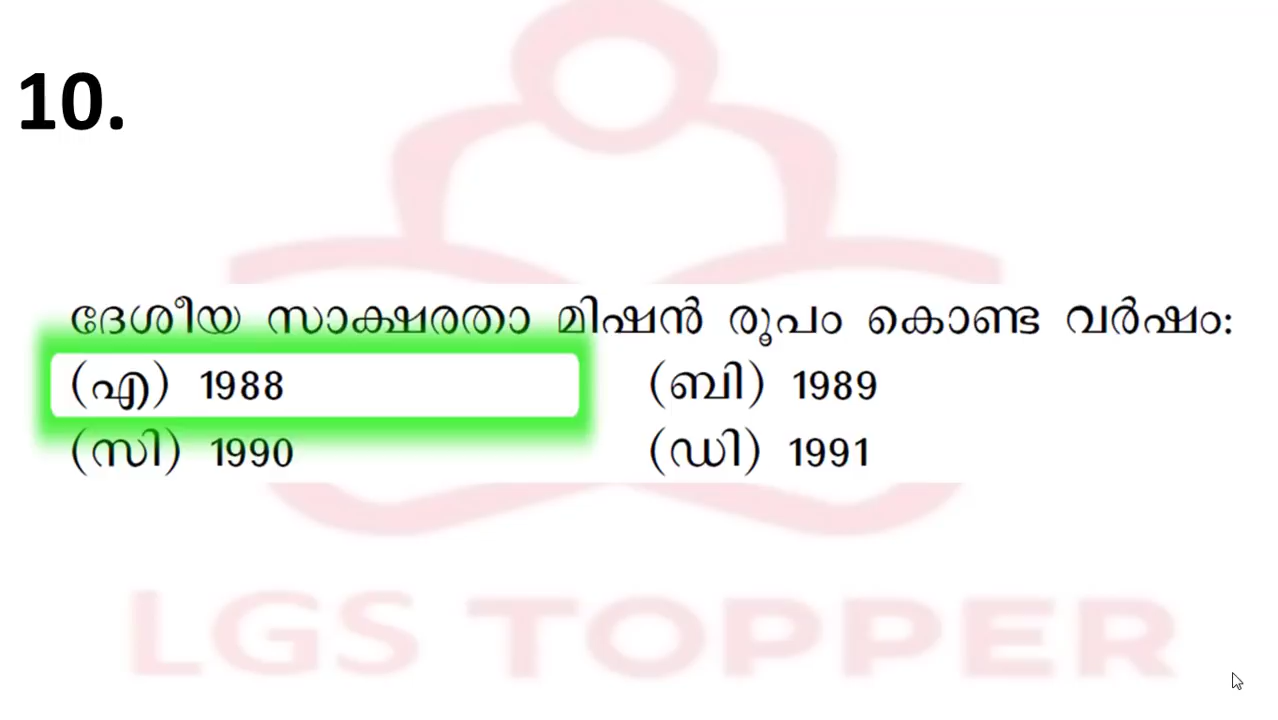 10.
ദേശീയ സാക്ഷരതാ മിഷൻ രൂപം കൊണ്ട വർഷം:
(എ) 1988 (ബി) 1989
(സി) 1990 (ഡി) 1991
LGS TOPPER